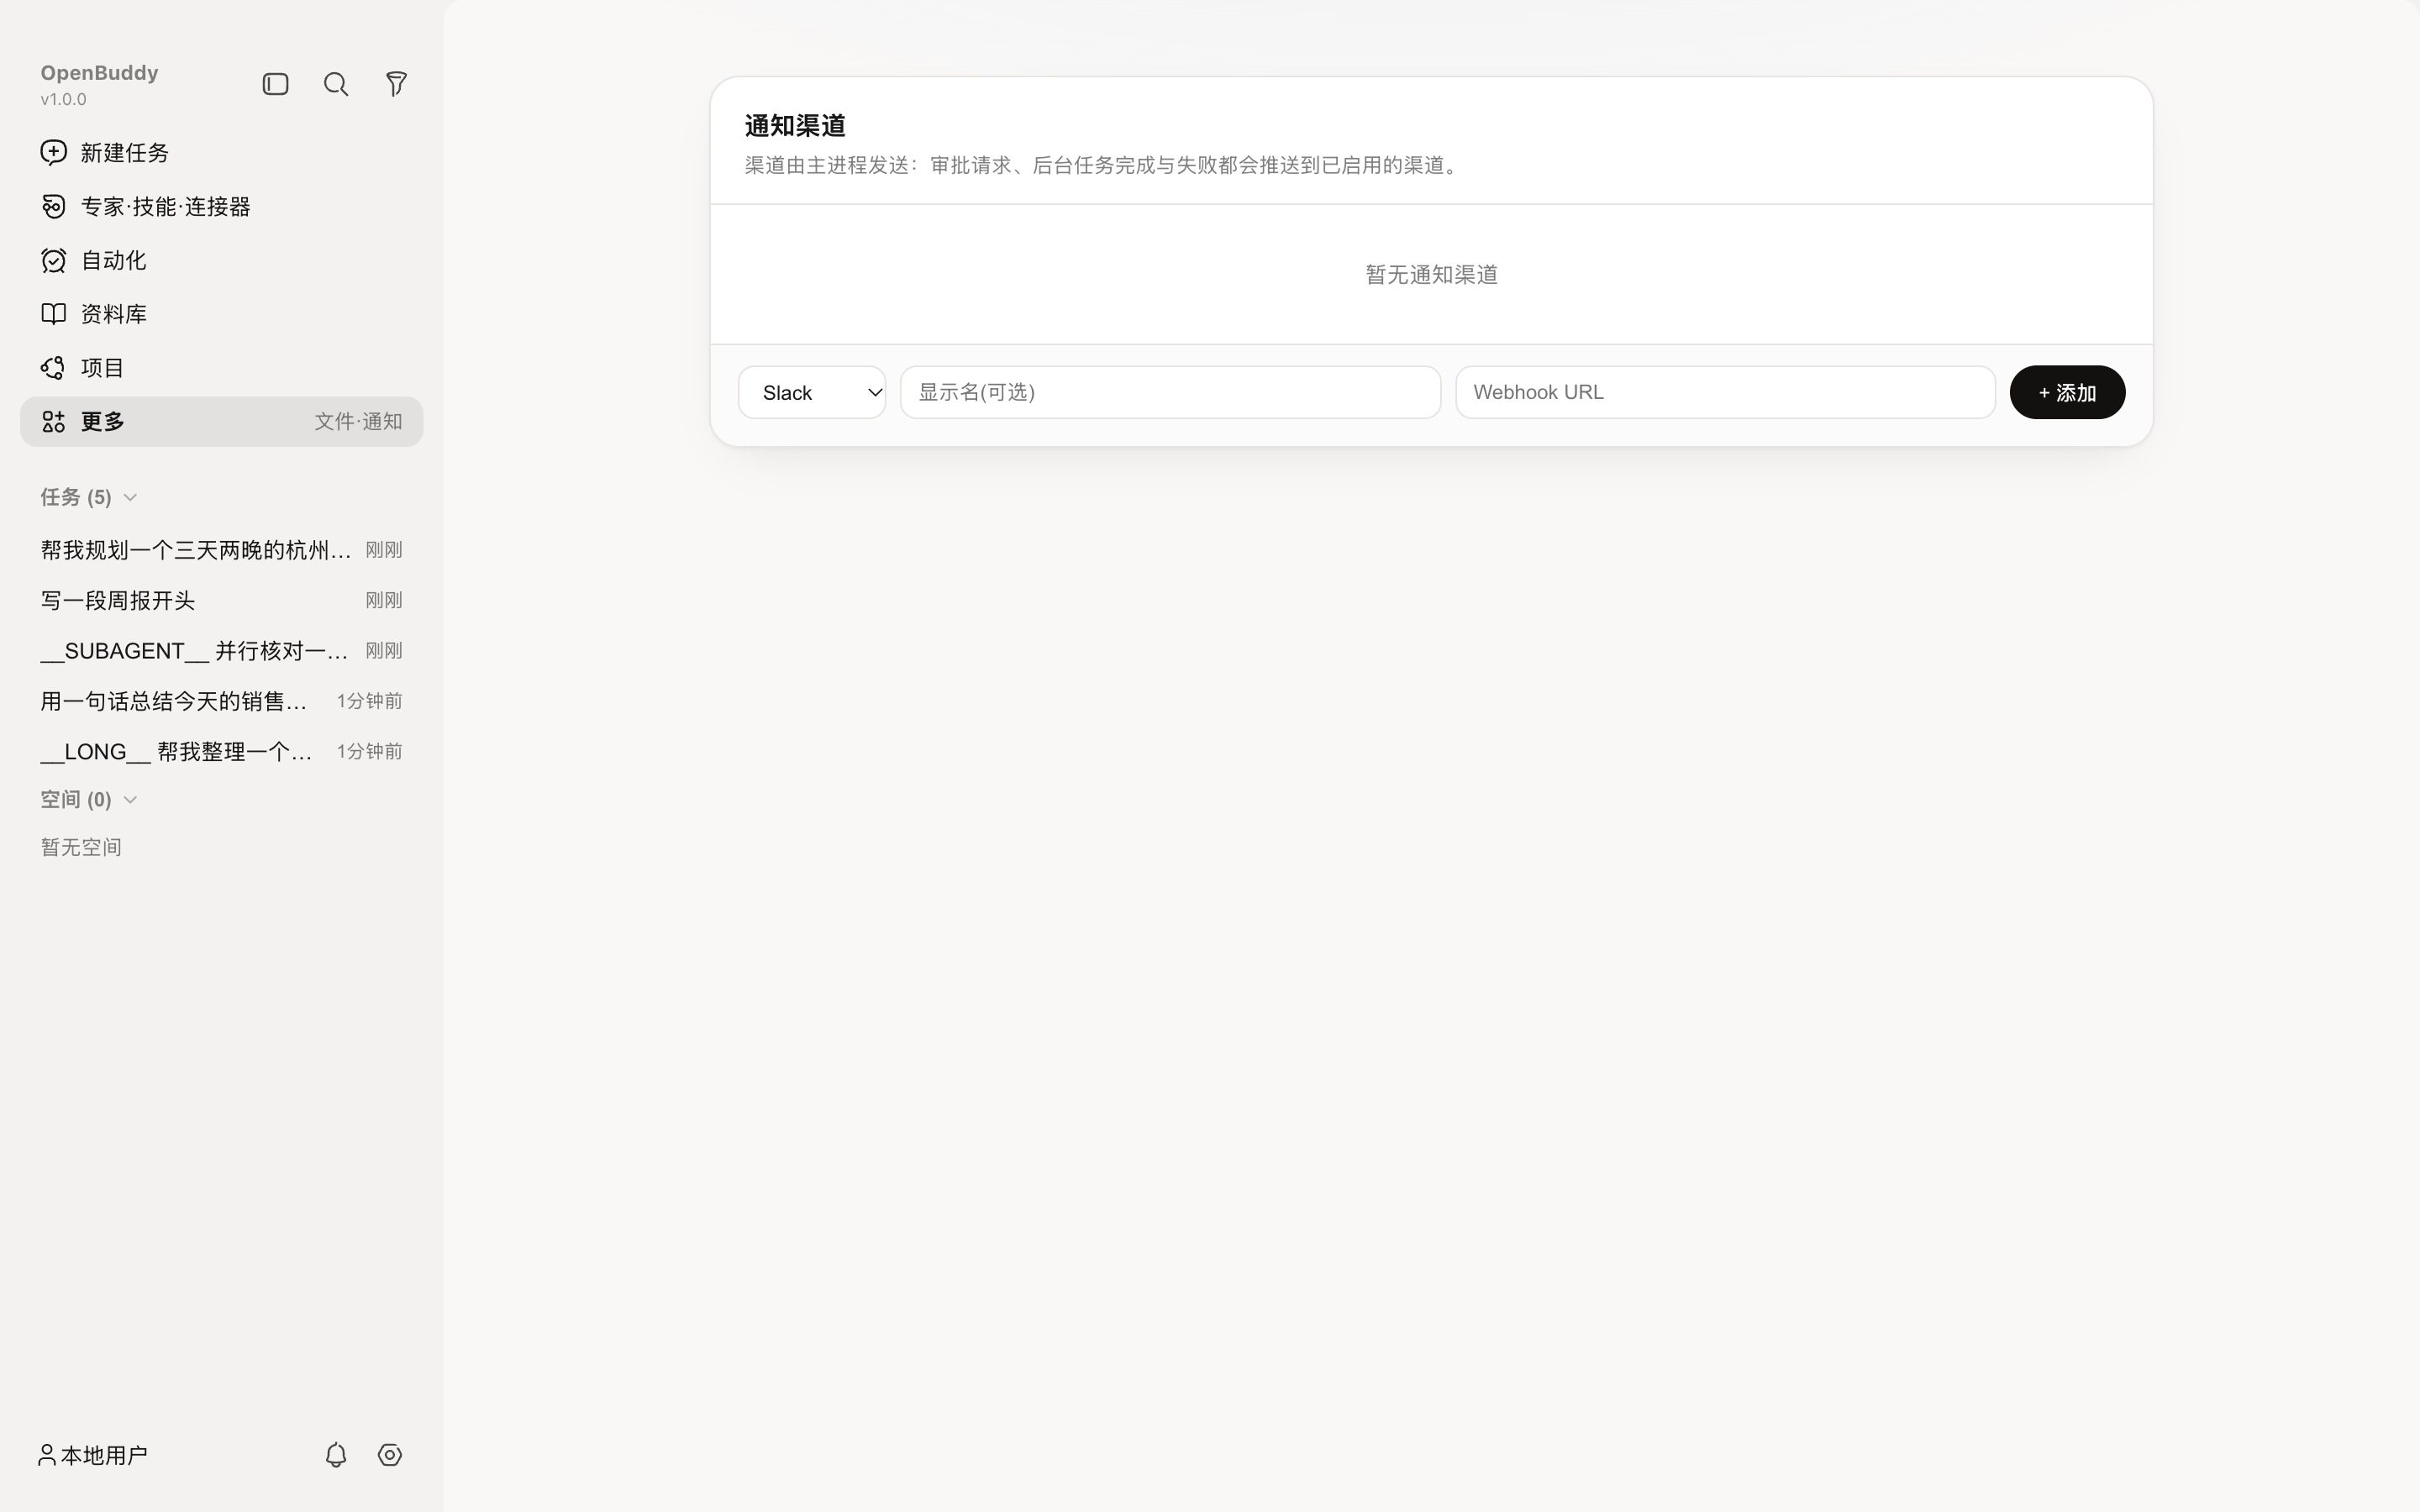 OpenBuddy
v1.0.0
新建任务
专家·技能·连接器
自动化
资料库
项目
更多 文件·通知
任务 (5)
帮我规划一个三天两晚的杭州... 刚刚
写一段周报开头 刚刚
__SUBAGENT__ 并行核对一... 刚刚
用一句话总结今天的销售... 1分钟前
__LONG__ 帮我整理一个... 1分钟前
空间 (0)
暂无空间
本地用户
通知渠道
渠道由主进程发送：审批请求、后台任务完成与失败都会推送到已启用的渠道。
暂无通知渠道
Slack 显示名(可选) Webhook URL + 添加